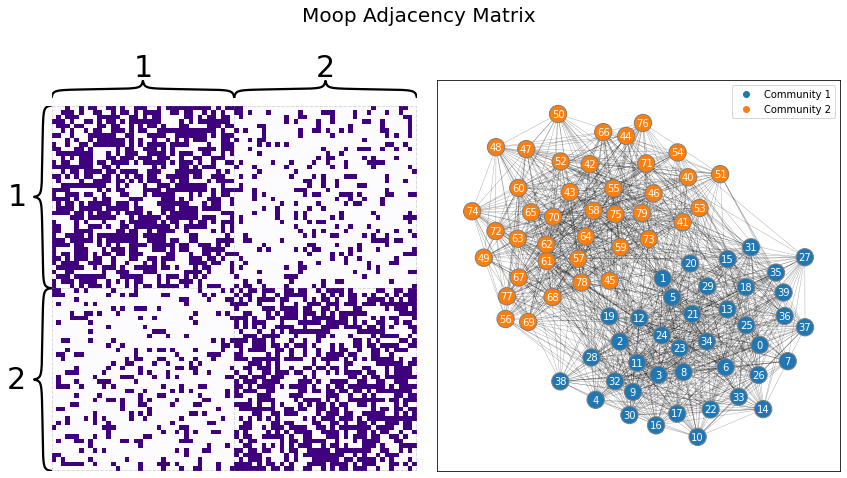 Moop Adjacency Matrix
1 2
1
2
Community 1
Community 2
50
76
66 44
48 47 54
52 42 71
51
40
60 43 55 46
74 65 70 58 75 79 53
41
72 63 62 64 59 73
31
49 61 57 15 27
20
67 78 45 1 35
29 18 39
77 68 5
56 69 19 12 21 13 36
25 37
2 24 34 0
28 23
11 6 7
38 32 3 8 26
9
4 33
30 17 22 14
16
10